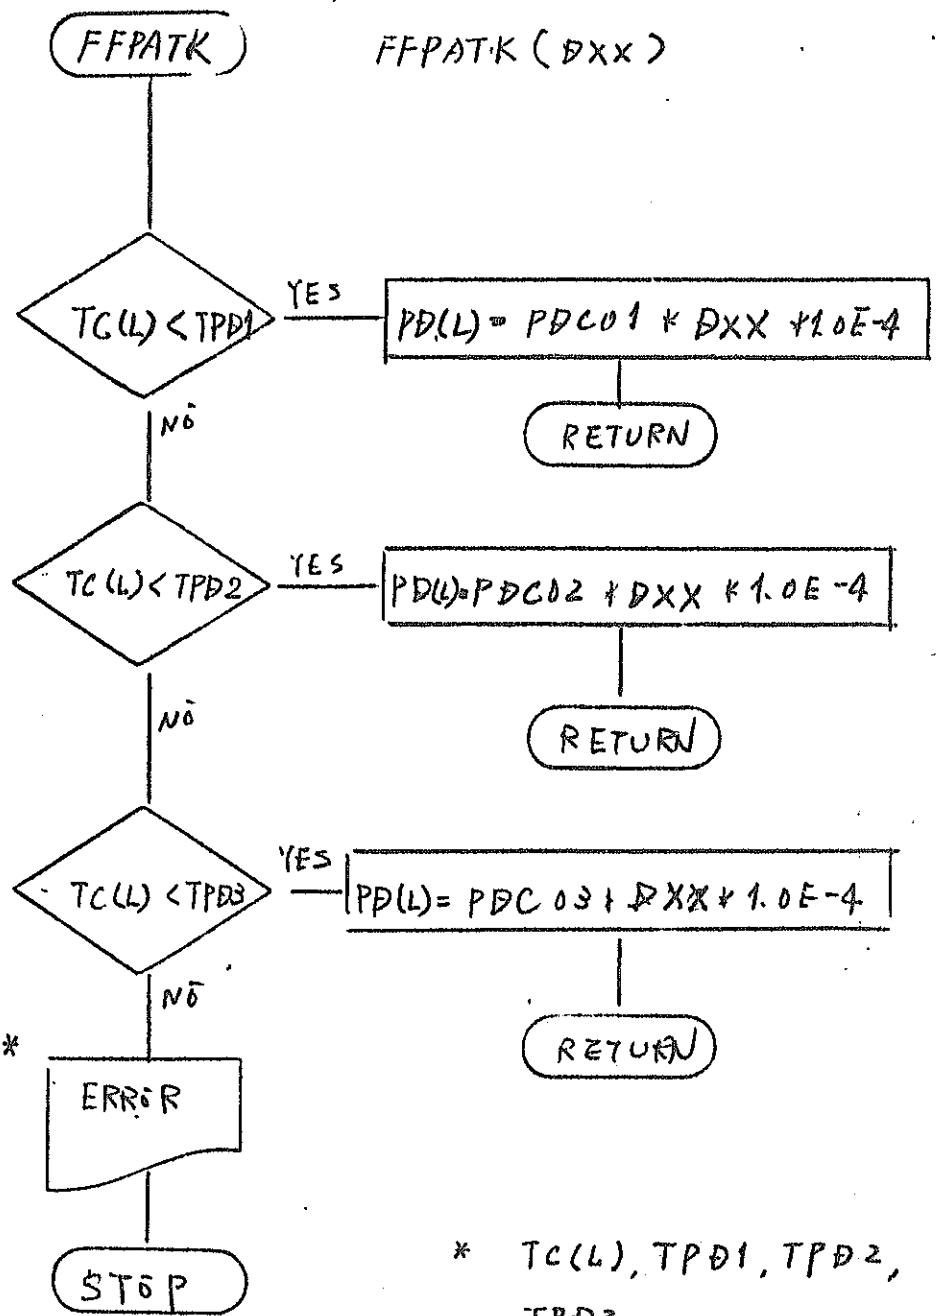 FFPATK
FFPATK (DXX)
TC(L) < TPD1
YES
PD(L) = PDC01 * DXX * 1.0E-4
RETURN
NO
TC(L) < TPD2
YES
PD(L) = PDC02 * DXX * 1.0E-4
RETURN
NO
TC(L) < TPD3
YES
PD(L) = PDC03 * DXX * 1.0E-4
RETURN
NO
*
ERROR
STOP
* TC(L), TPD1, TPD2,